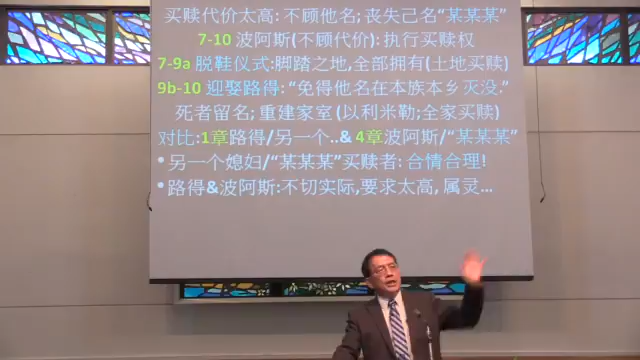 买赎代价太高: 不顾他名; 丧失己名“某某某”
7-10 波阿斯(不顾代价): 执行买赎权
7-9a 脱鞋仪式:脚踏之地,全部拥有(土地买赎)
9b-10 迎娶路得: “免得他名在本族本乡灭没.”
死者留名; 重建家室 (以利米勒;全家买赎)
对比:1章路得/另一个..& 4章波阿斯/“某某某”
•另一个媳妇/“某某某”买赎者: 合情合理!
•路得&波阿斯:不切实际,要求太高, 属灵...